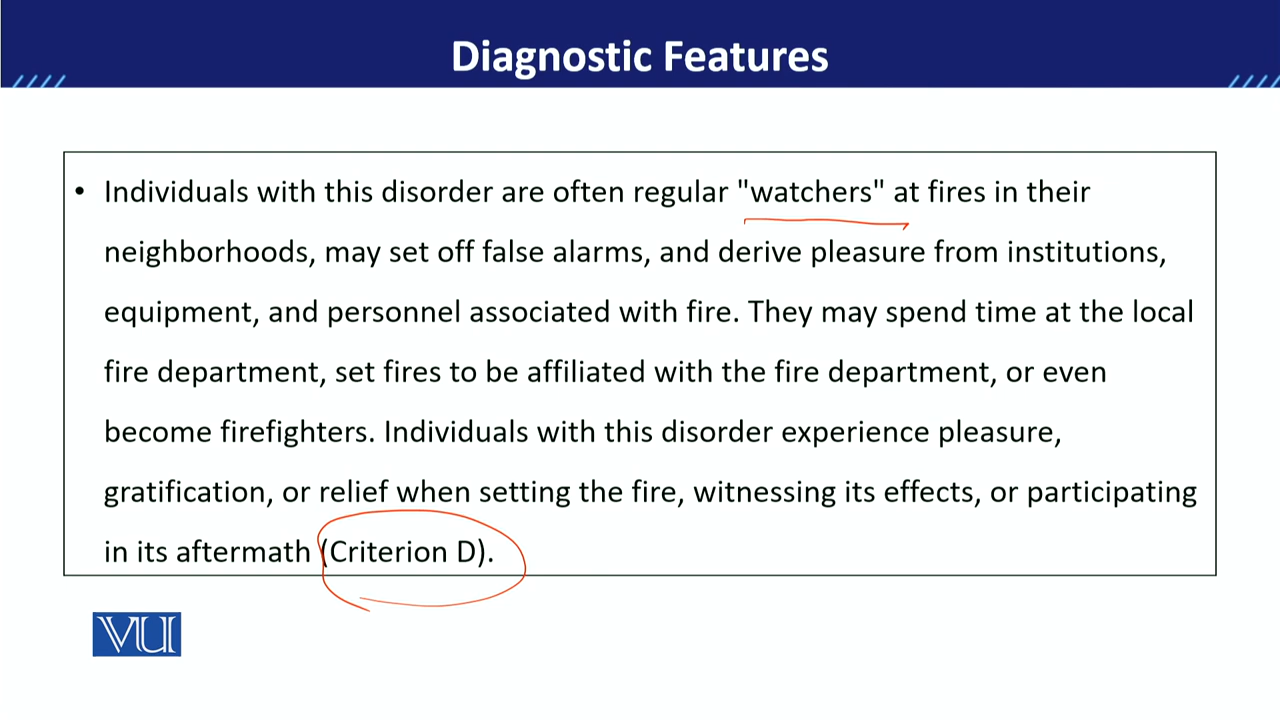 Diagnostic Features
• Individuals with this disorder are often regular "watchers" at fires in their
neighborhoods, may set off false alarms, and derive pleasure from institutions,
equipment, and personnel associated with fire. They may spend time at the local
fire department, set fires to be affiliated with the fire department, or even
become firefighters. Individuals with this disorder experience pleasure,
gratification, or relief when setting the fire, witnessing its effects, or participating
in its aftermath (Criterion D).
VU